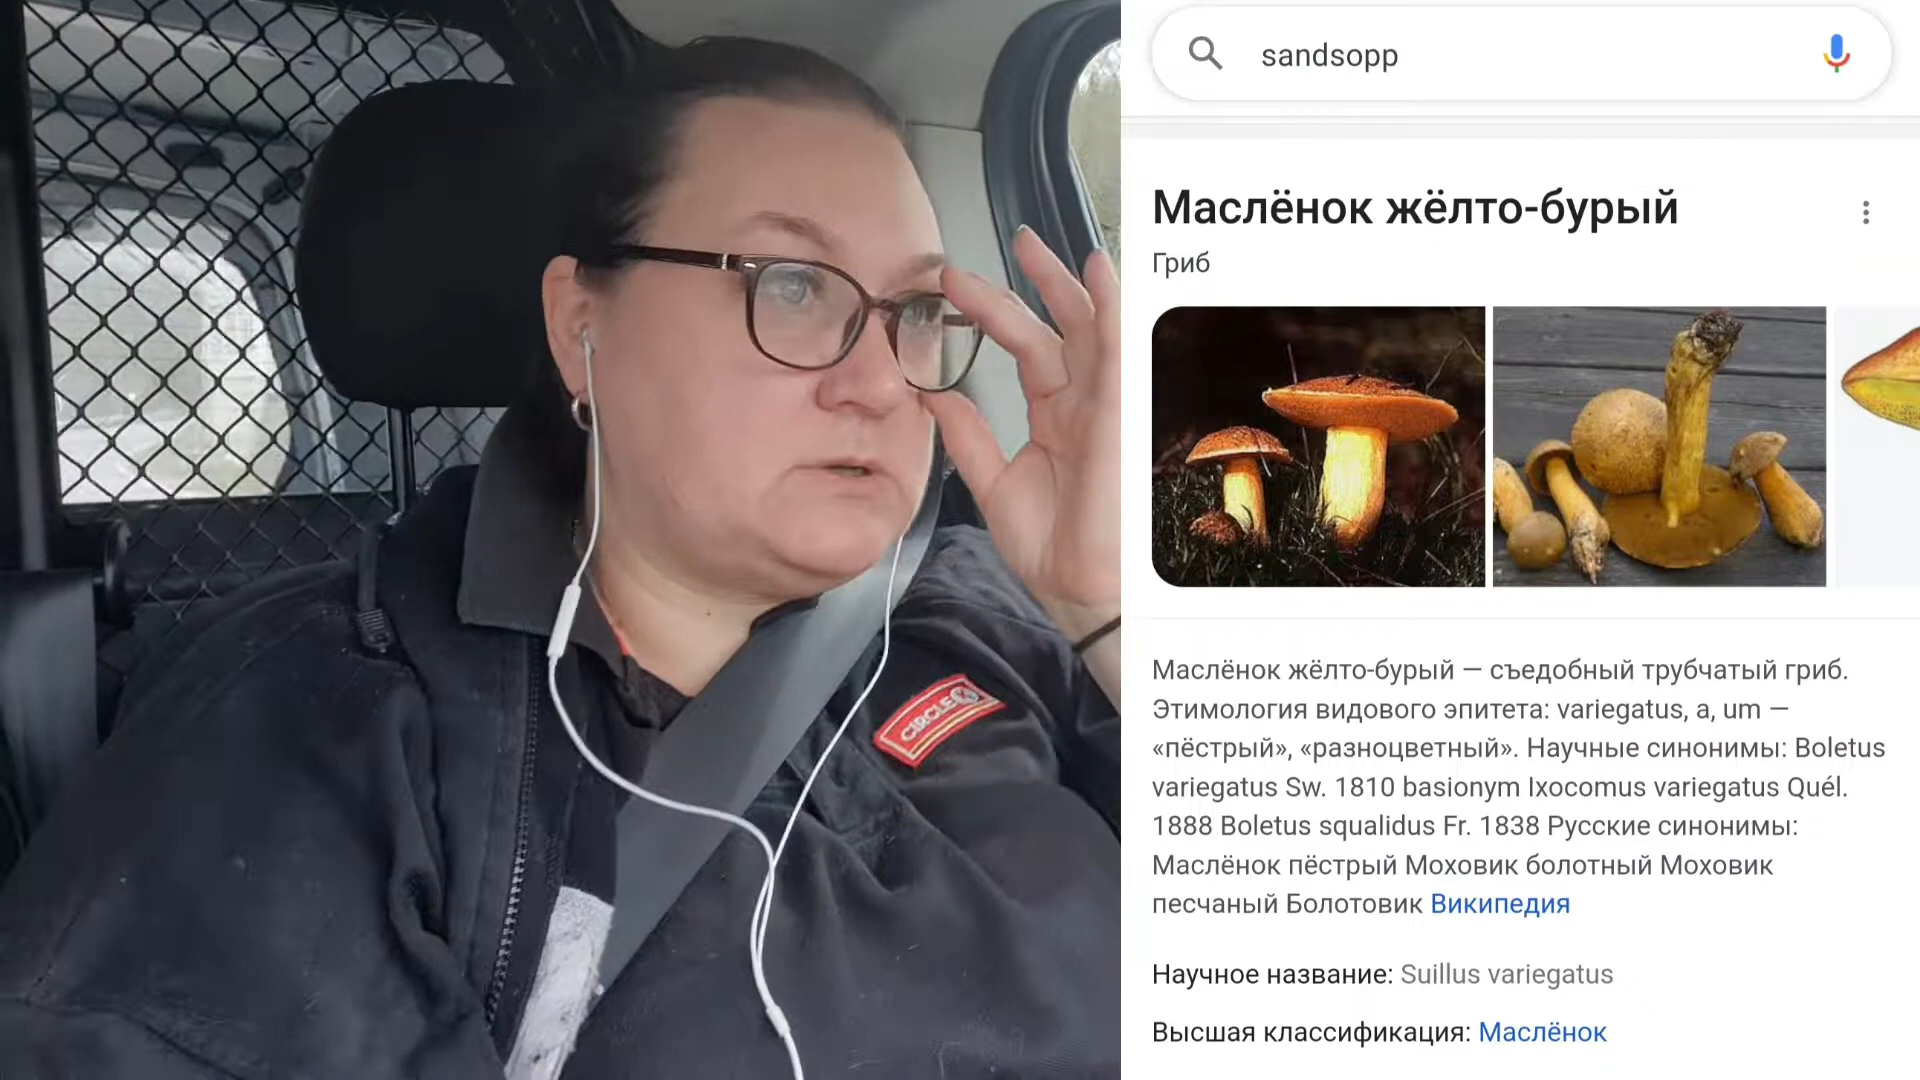 sandsopp
Маслёнок жёлто-бурый
Гриб
Маслёнок жёлто-бурый — съедобный трубчатый гриб.
Этимология видового эпитета: variegatus, a, um —
«пёстрый», «разноцветный». Научные синонимы: Boletus
variegatus Sw. 1810 basionym Ixocomus variegatus Quél.
1888 Boletus squalidus Fr. 1838 Русские синонимы:
Маслёнок пёстрый Моховик болотный Моховик
песчаный Болотовик Википедия
Научное название: Suillus variegatus
Высшая классификация: Маслёнок
CIRCLE K